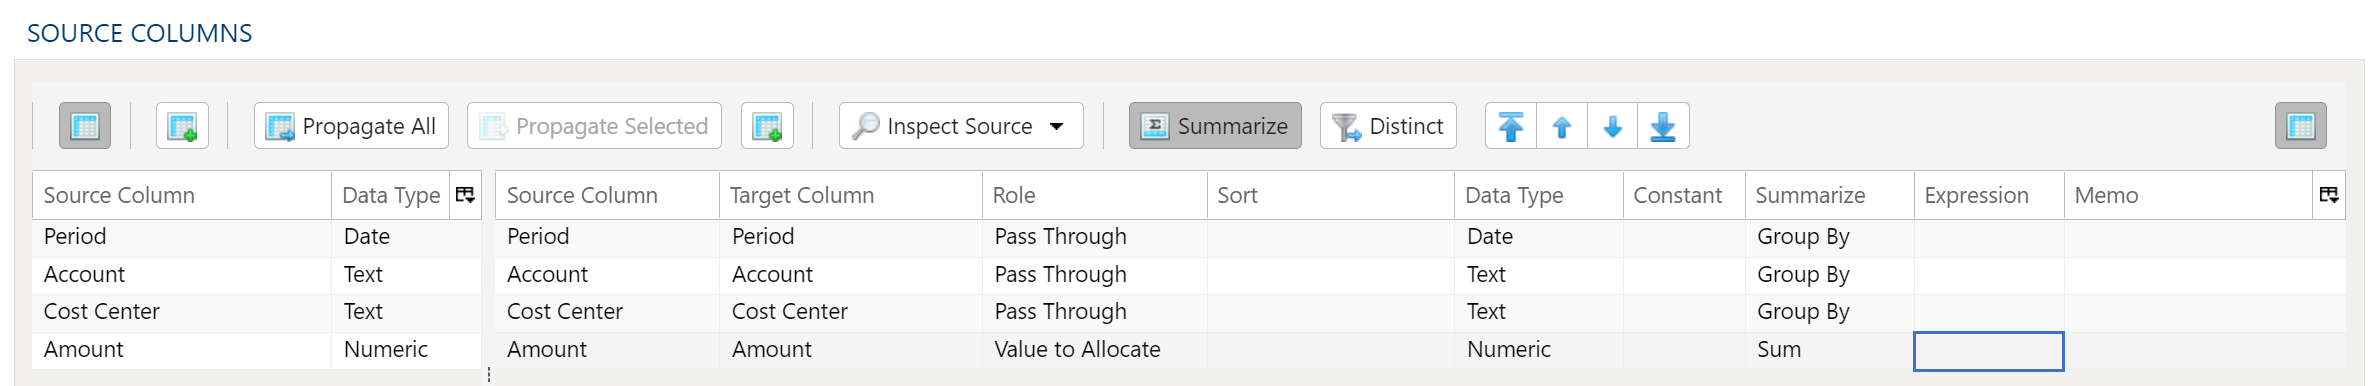 SOURCE COLUMNS
Propagate All Propagate Selected Inspect Source Summarize Distinct
Source Column Data Type Source Column Target Column Role Sort Data Type Constant Summarize Expression Memo
Period Date Period Period Pass Through Date Group By
Account Text Account Account Pass Through Text Group By
Cost Center Text Cost Center Cost Center Pass Through Text Group By
Amount Numeric Amount Amount Value to Allocate Numeric Sum